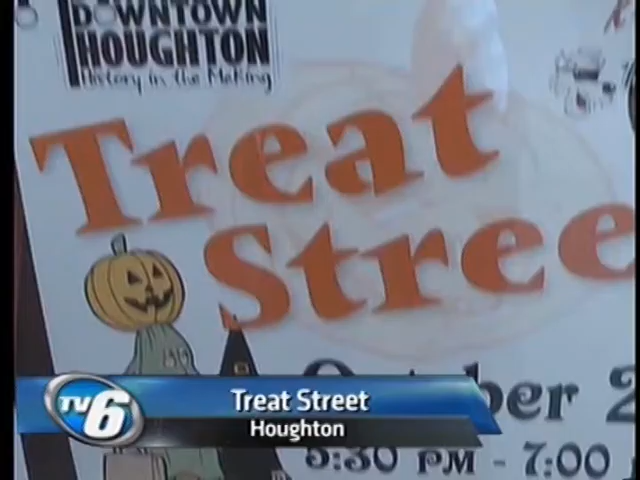 DOWNTOWN
HOUGHTON
History in the Making
Treat
Stree
ber 2
5:30 PM - 7:00
TV6
Treat Street
Houghton